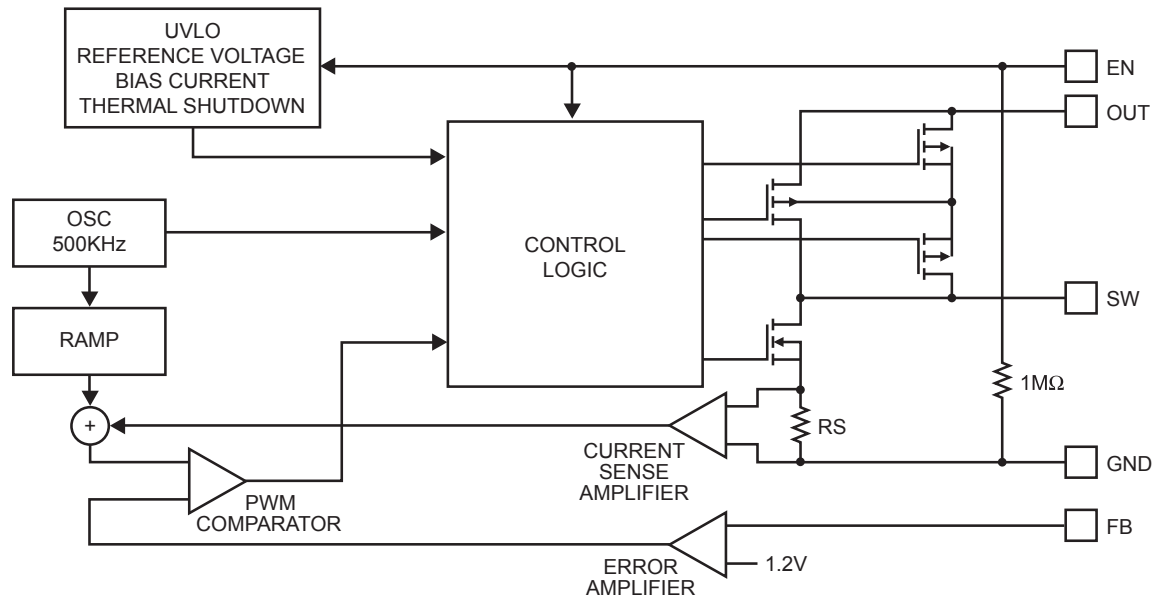 UVLO
REFERENCE VOLTAGE
BIAS CURRENT
THERMAL SHUTDOWN
EN
OUT
OSC
500KHz
CONTROL
LOGIC
SW
RAMP
1MΩ
+
RS
CURRENT
SENSE
AMPLIFIER
GND
PWM
COMPARATOR
FB
1.2V
ERROR
AMPLIFIER